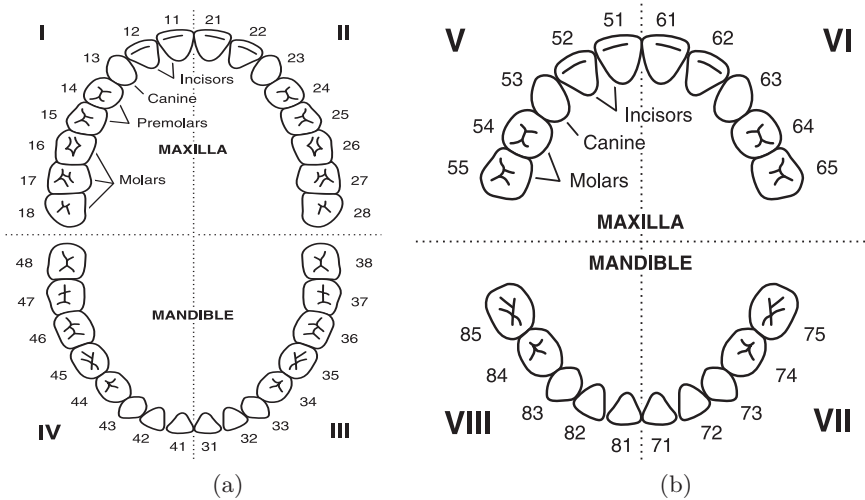 I
II
11
21
12
22
13
23
14
24
15
25
16
26
17
27
18
28
Incisors
Canine
Premolars
Molars
MAXILLA
48
38
47
37
MANDIBLE
46
36
45
35
44
34
43
33
42
32
41
31
IV
III
(a)
V
VI
51
61
52
62
53
63
54
64
55
65
Incisors
Canine
Molars
MAXILLA
MANDIBLE
85
75
84
74
83
73
82
72
81
71
VIII
VII
(b)